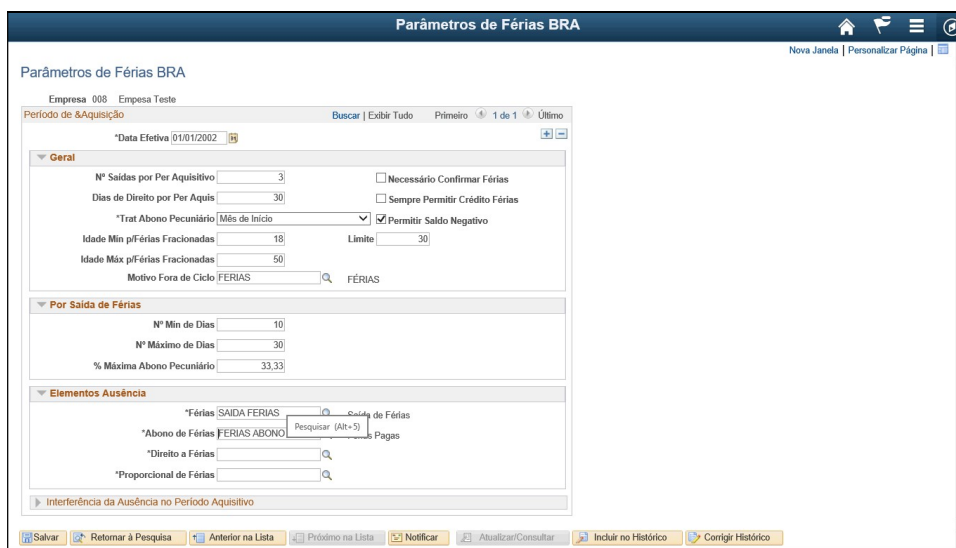 Parâmetros de Férias BRA
Nova Janela | Personalizar Página |
Parâmetros de Férias BRA
Empresa 008 Empesa Teste
Período de &Aquisição Buscar | Exibir Tudo Primeiro 1 de 1 Último
*Data Efetiva 01/01/2002
Geral
Nº Saídas por Per Aquisitivo 3 Necessário Confirmar Férias
Dias de Direito por Per Aquis 30 Sempre Permitir Crédito Férias
*Trat Abono Pecuniário Mês de Início Permitir Saldo Negativo
Idade Mín p/Férias Fracionadas 18 Limite 30
Idade Máx p/Férias Fracionadas 50
Motivo Fora de Ciclo FERIAS FÉRIAS
Por Saída de Férias
Nº Mín de Dias 10
Nº Máximo de Dias 30
% Máxima Abono Pecuniário 33,33
Elementos Ausência
*Férias SAIDA FERIAS Saída de Férias
Pesquisar (Alt+5)
*Abono de Férias FERIAS ABONO Pagas
*Direito a Férias
*Proporcional de Férias
Interferência da Ausência no Período Aquisitivo
Salvar Retornar à Pesquisa Anterior na Lista Próximo na Lista Notificar Atualizar/Consultar Incluir no Histórico Corrigir Histórico